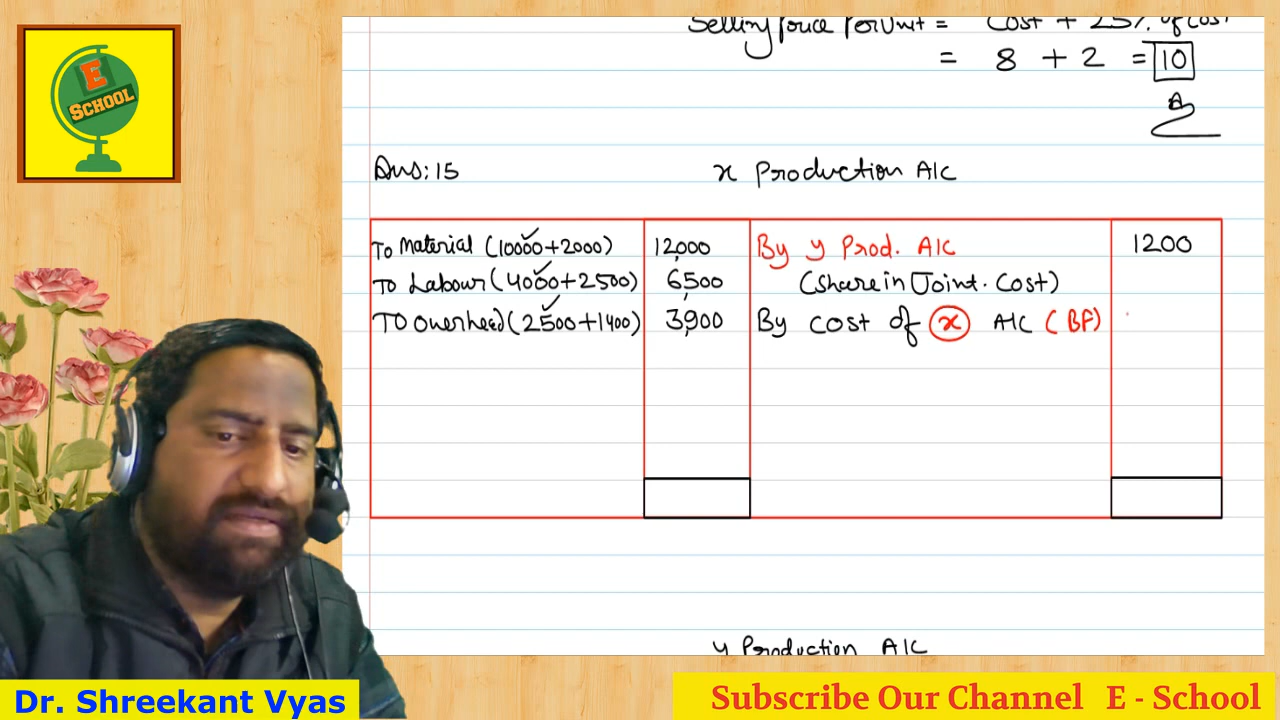 Selling price Per Unit = Cost + 25% of Cost
= 8 + 2 = 10
E
SCHOOL
Ans: 15 x Production A/C
To Material (10000+2000) 12,000 By y Prod. A/C 1200
To Labour (4000+2500) 6,500 (Share in Joint. Cost)
To overhead (2500+1400) 3,900 By cost of x A/C (BF)
y Production A/C
Dr. Shreekant Vyas
Subscribe Our Channel E - School